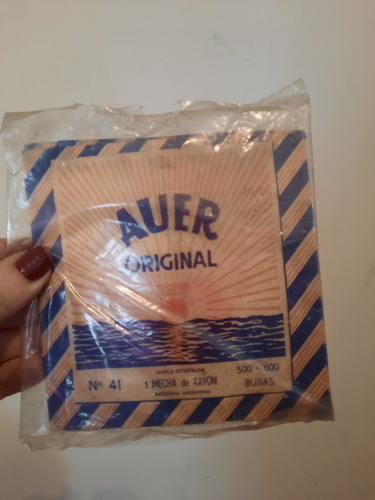 AUER
ORIGINAL
MARCA REGISTRADA
Nº 41 1 MECHA de RAYON 500 - 600
INDUSTRIA ARGENTINA BUJIAS